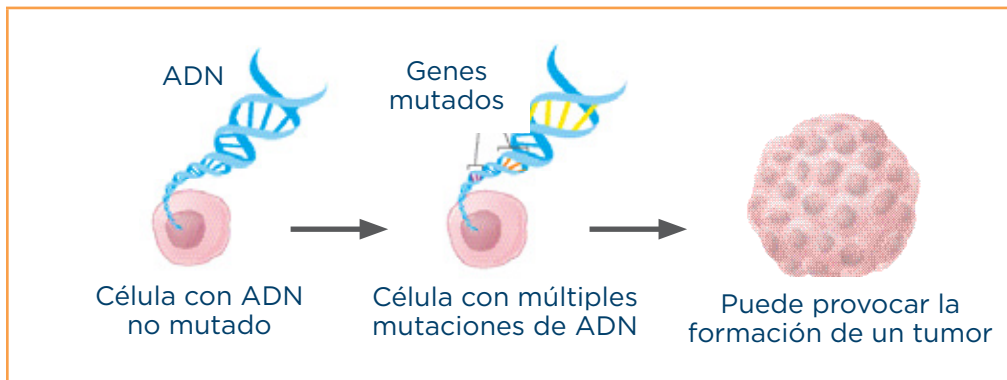 ADN
Genes
mutados
Célula con ADN
no mutado
Célula con múltiples
mutaciones de ADN
Puede provocar la
formación de un tumor